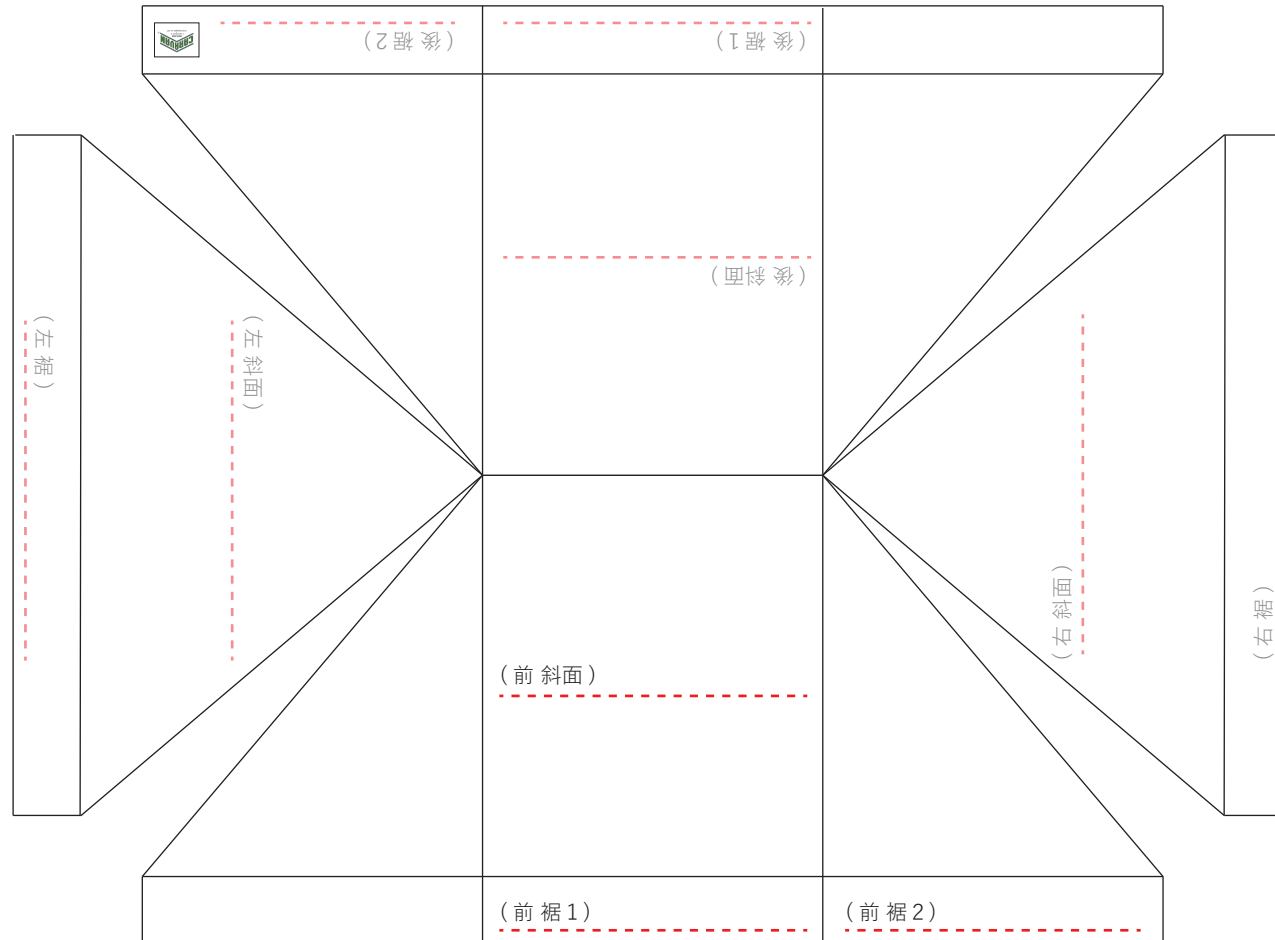 CARAVAN
(後 裾 2)
(後 裾 1)
(後 斜面)
(左 裾)
(左 斜面)
(右 斜面)
(右 裾)
(前 斜面)
(前 裾 1)
(前 裾 2)